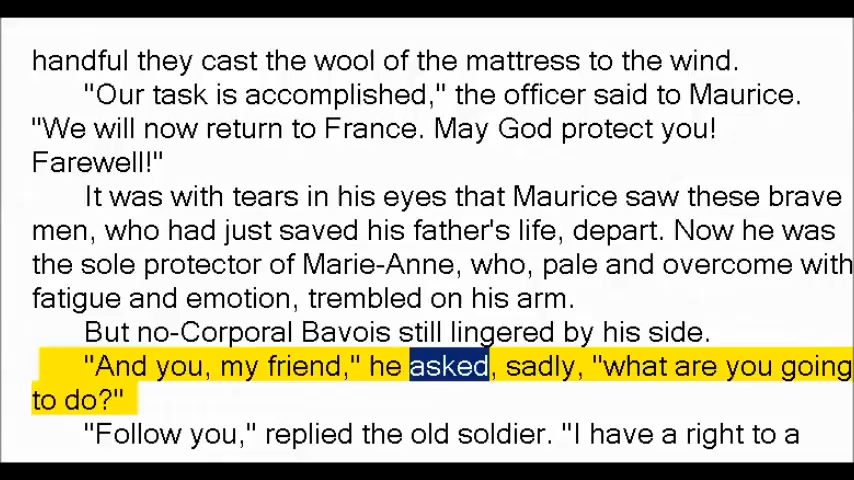 handful they cast the wool of the mattress to the wind.
"Our task is accomplished," the officer said to Maurice.
"We will now return to France. May God protect you!
Farewell!"
It was with tears in his eyes that Maurice saw these brave
men, who had just saved his father's life, depart. Now he was
the sole protector of Marie-Anne, who, pale and overcome with
fatigue and emotion, trembled on his arm.
But no-Corporal Bavois still lingered by his side.
"And you, my friend," he asked, sadly, "what are you going
to do?"
"Follow you," replied the old soldier. "I have a right to a